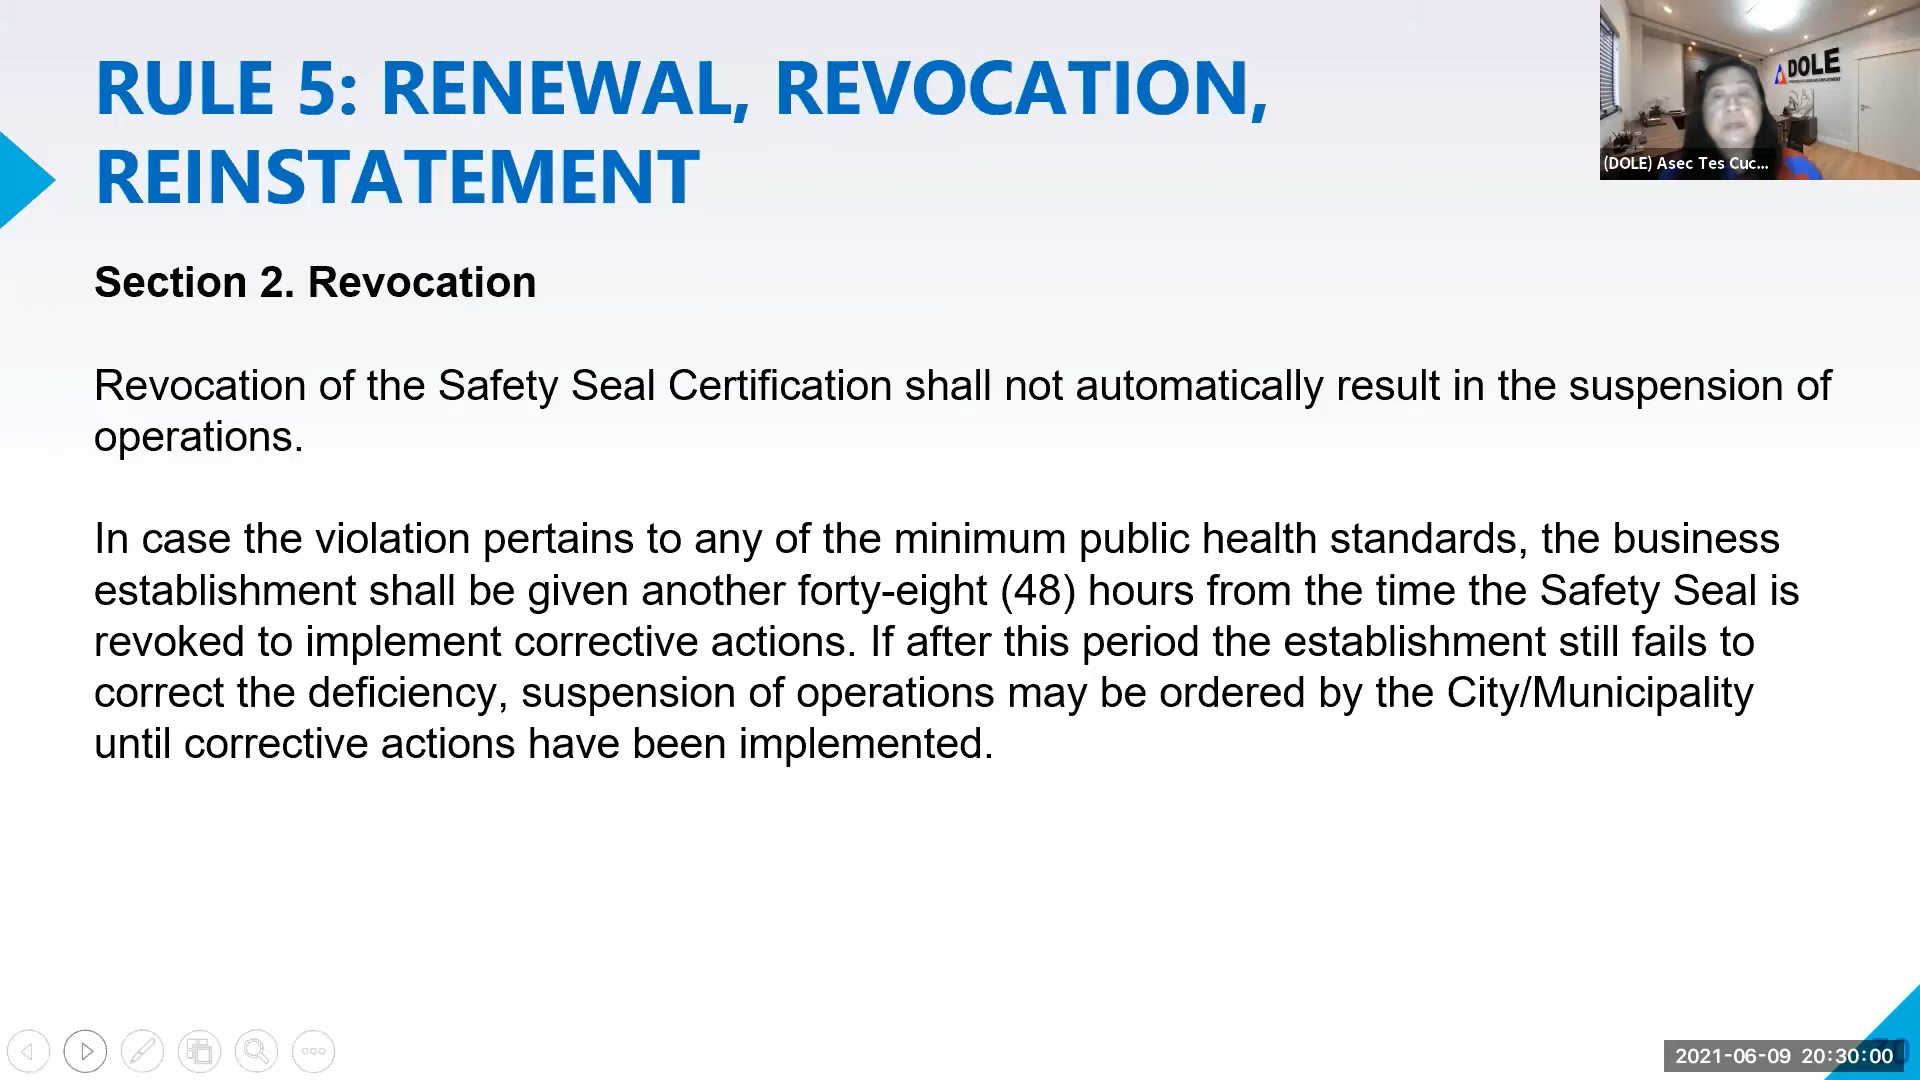 RULE 5: RENEWAL, REVOCATION,
REINSTATEMENT
DOLE
(DOLE) Asec Tes Cuc...
Section 2. Revocation
Revocation of the Safety Seal Certification shall not automatically result in the suspension of
operations.
In case the violation pertains to any of the minimum public health standards, the business
establishment shall be given another forty-eight (48) hours from the time the Safety Seal is
revoked to implement corrective actions. If after this period the establishment still fails to
correct the deficiency, suspension of operations may be ordered by the City/Municipality
until corrective actions have been implemented.
2021-06-09 20:30:00